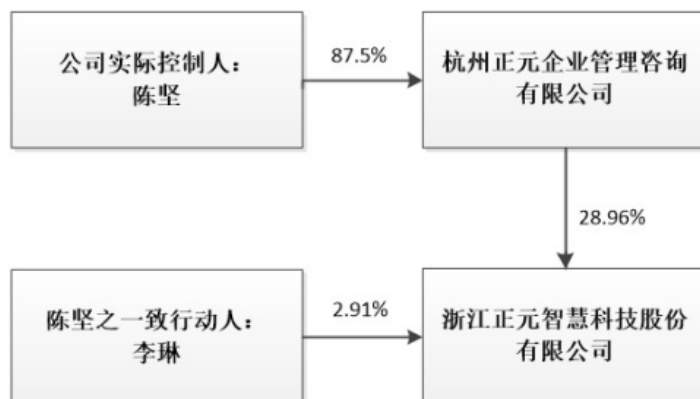 公司实际控制人：
陈坚
87.5%
杭州正元企业管理咨询
有限公司
28.96%
陈坚之一致行动人：
李琳
2.91%
浙江正元智慧科技股份
有限公司